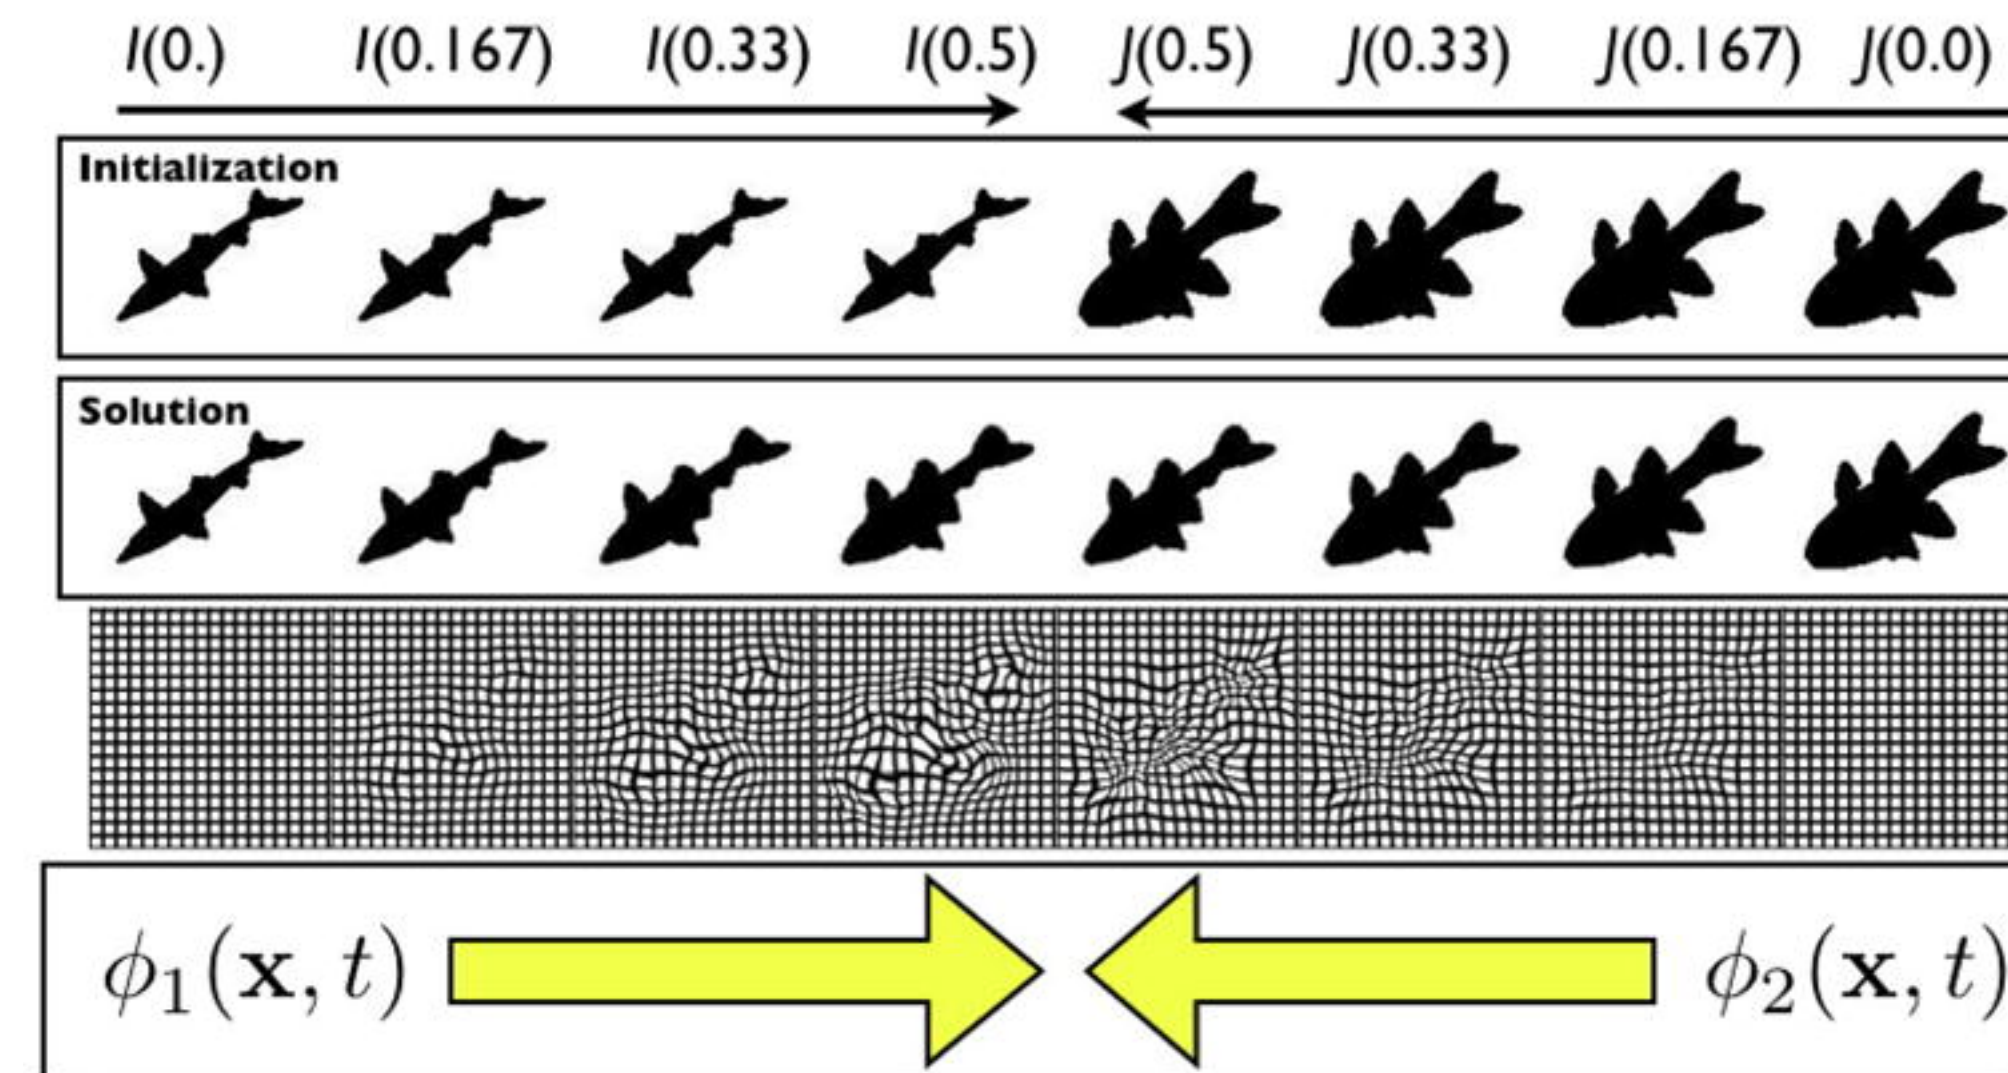 I(0.) I(0.167) I(0.33) I(0.5) J(0.5) J(0.33) J(0.167) J(0.0)
Initialization
Solution
ϕ₁(x, t) ϕ₂(x, t)